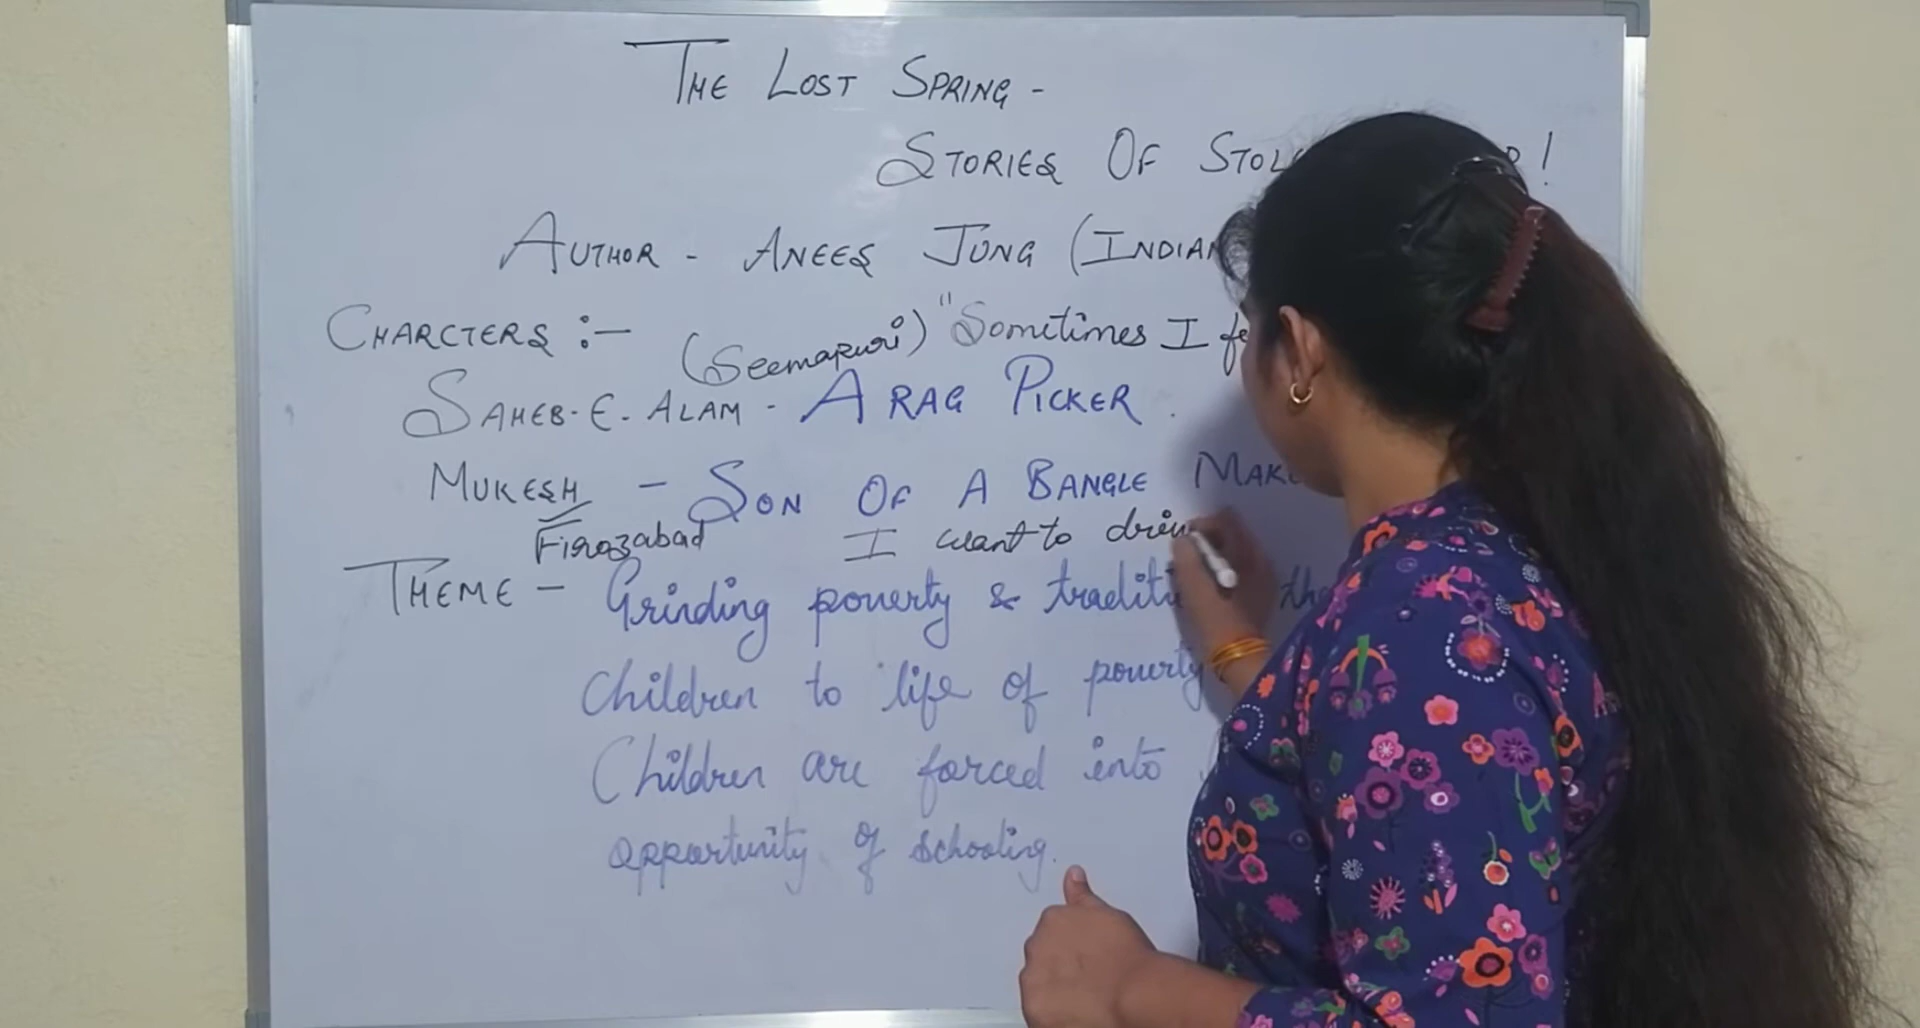 THE LOST SPRING -
STORIES OF STOL !
AUTHOR - ANEES JUNG (INDIAN
CHARCTERS :- (Seemapuri) "Sometimes I fe
SAHEB-E-ALAM - A RAG PICKER .
MUKESH - SON OF A BANGLE MAKE
Firozabad I want to driv
THEME - Grinding poverty & traditi
Children to life of poverty
Children are forced into
opportunity of schooling.